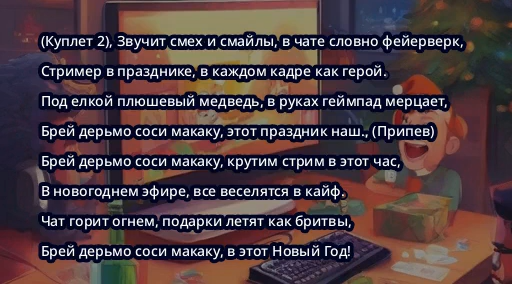 (Куплет 2), Звучит смех и смайлы, в чате словно фейерверк,
Стример в празднике, в каждом кадре как герой.
Под елкой плюшевый медведь, в руках геймпад мерцает,
Брей дерьмо соси макаку, этот праздник наш., (Припев)
Брей дерьмо соси макаку, крутим стрим в этот час,
В новогоднем эфире, все веселятся в кайф.
Чат горит огнем, подарки летят как бритвы,
Брей дерьмо соси макаку, в этот Новый Год!